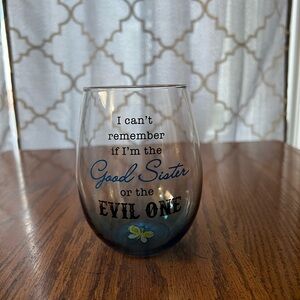 I can't
remember
if I'm the
Good Sister
or the
EVIL ONE